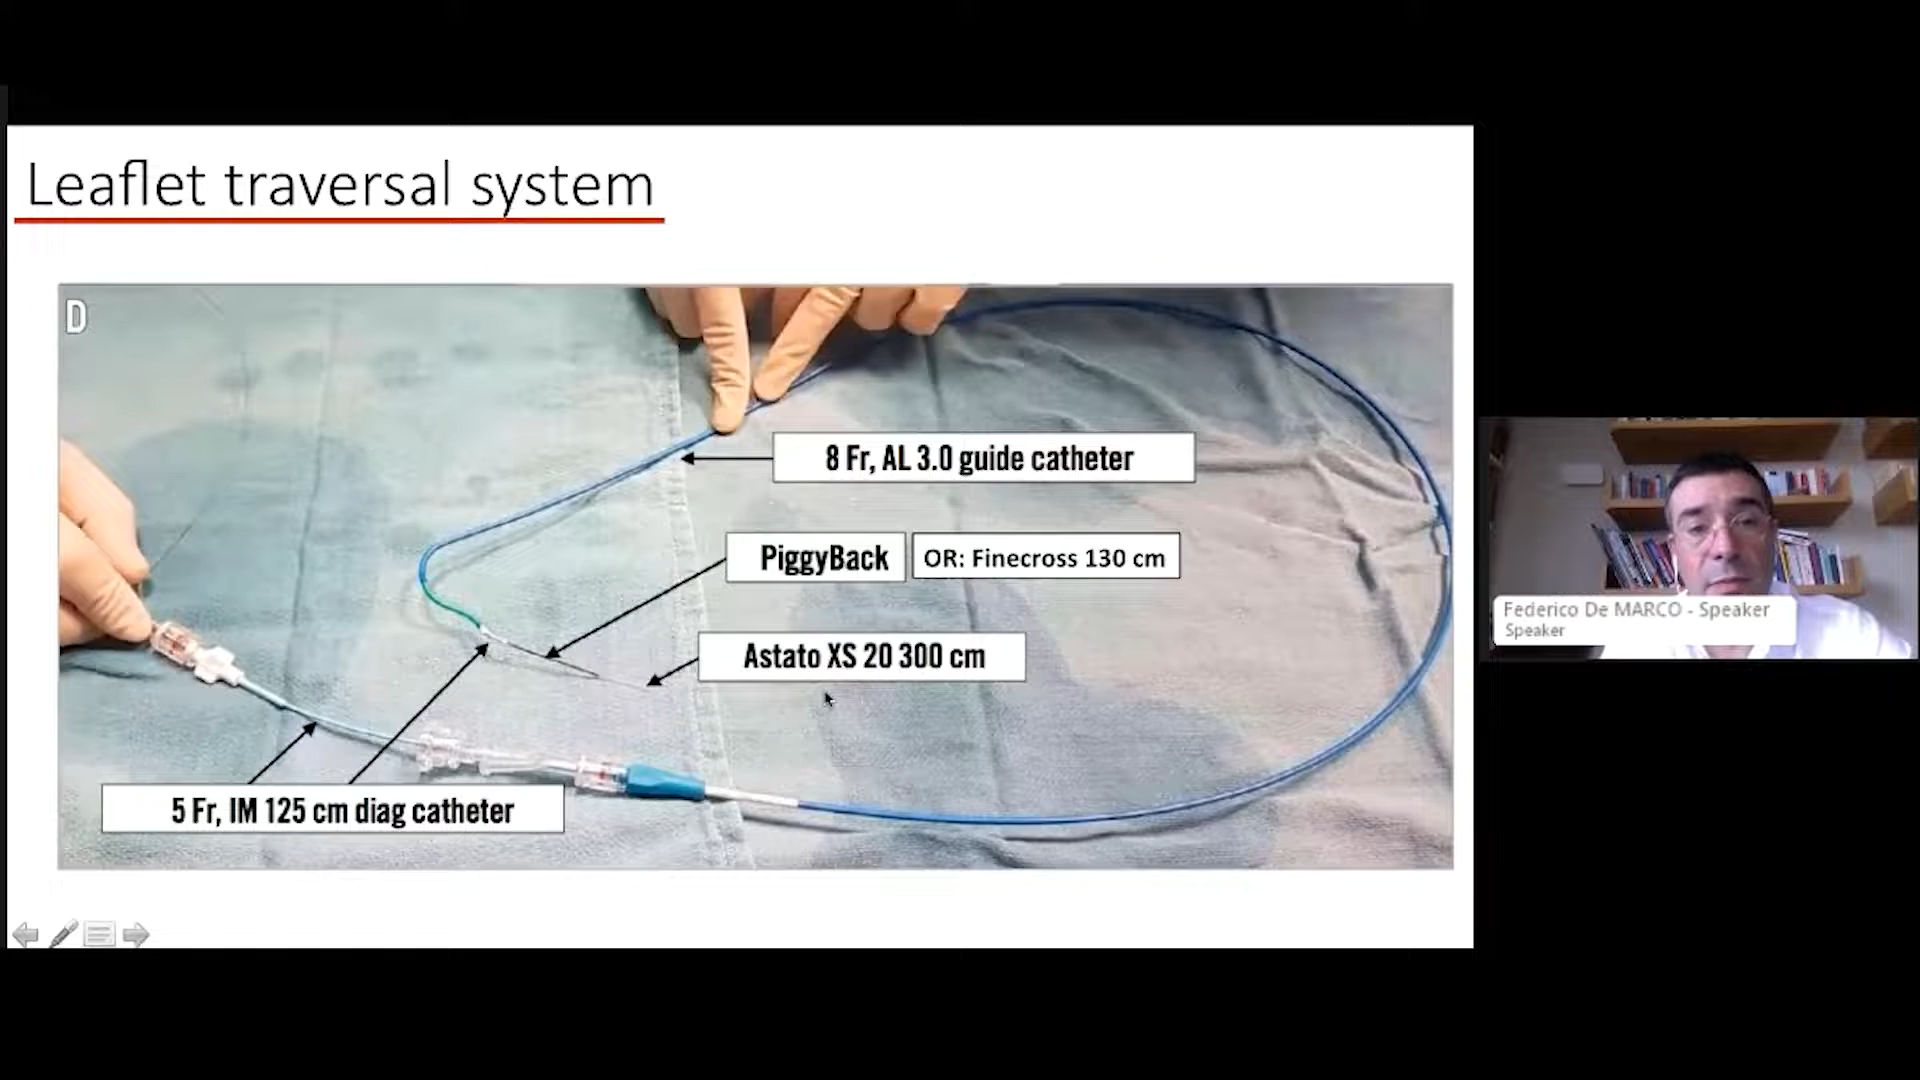 Leaflet traversal system
D
8 Fr, AL 3.0 guide catheter
PiggyBack
OR: Finecross 130 cm
Astato XS 20 300 cm
5 Fr, IM 125 cm diag catheter
Federico De MARCO - Speaker
Speaker